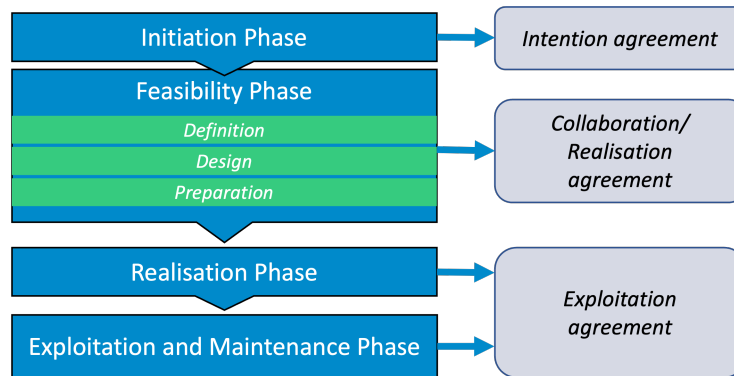 Initiation Phase
Intention agreement
Feasibility Phase
Definition
Design
Preparation
Collaboration/
Realisation
agreement
Realisation Phase
Exploitation and Maintenance Phase
Exploitation
agreement